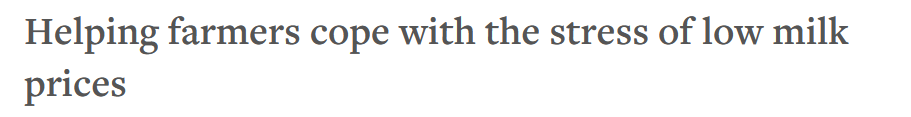 Helping farmers cope with the stress of low milk
prices